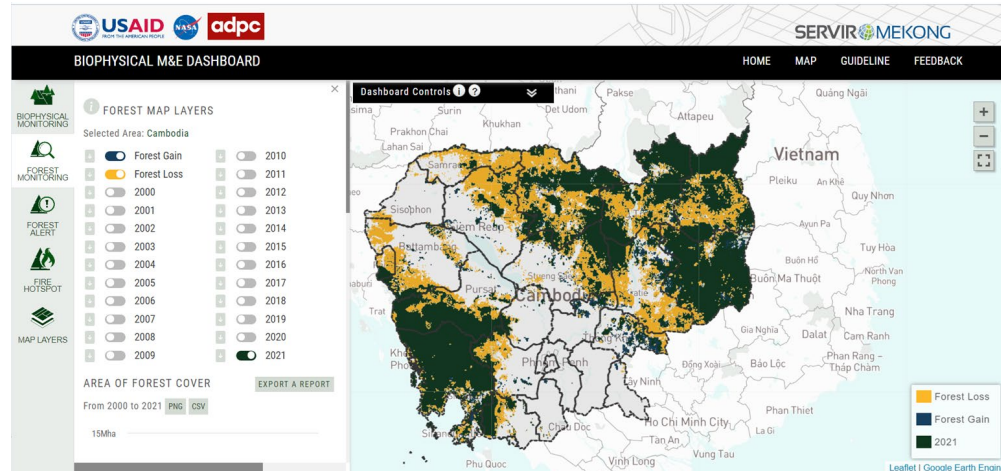 USAID
FROM THE AMERICAN PEOPLE
NASA
adpc
SERVIR MEKONG
BIOPHYSICAL M&E DASHBOARD
HOME MAP GUIDELINE FEEDBACK
BIOPHYSICAL MONITORING
FOREST MONITORING
FOREST ALERT
FIRE HOTSPOT
MAP LAYERS
×
FOREST MAP LAYERS
Selected Area: Cambodia
Forest Gain 2010
Forest Loss 2011
2000 2012
2001 2013
2002 2014
2003 2015
2004 2016
2005 2017
2006 2018
2007 2019
2008 2020
2009 2021
AREA OF FOREST COVER EXPORT A REPORT
From 2000 to 2021 PNG CSV
15Mha
Dashboard Controls
Pakse
Quảng Ngãi
Surin
Det Udom
Attapeu
Khukhan
Prakhon Chai
Lahan Sai
Vietnam
Pleiku
An Khê
Quy Nhơn
Sisophon
Siem Reap
Ayun Pa
Battambang
Tuy Hòa
Buôn Hồ
Pursat
Buôn Ma Thuột
North Van Phong
Cambodia
Trat
Nha Trang
Gia Nghĩa
Dalat
Cam Ranh
Phnom Penh
Đồng Xoài
Bảo Lộc
Phan Rang – Tháp Chàm
Tây Ninh
Phan Thiet
Chau Doc
Ho Chi Minh City
La Gi
Tan An
Vung Tau
Vinh Long
Phu Quoc
+
−
Forest Loss
Forest Gain
2021
Leaflet | Google Earth Engin